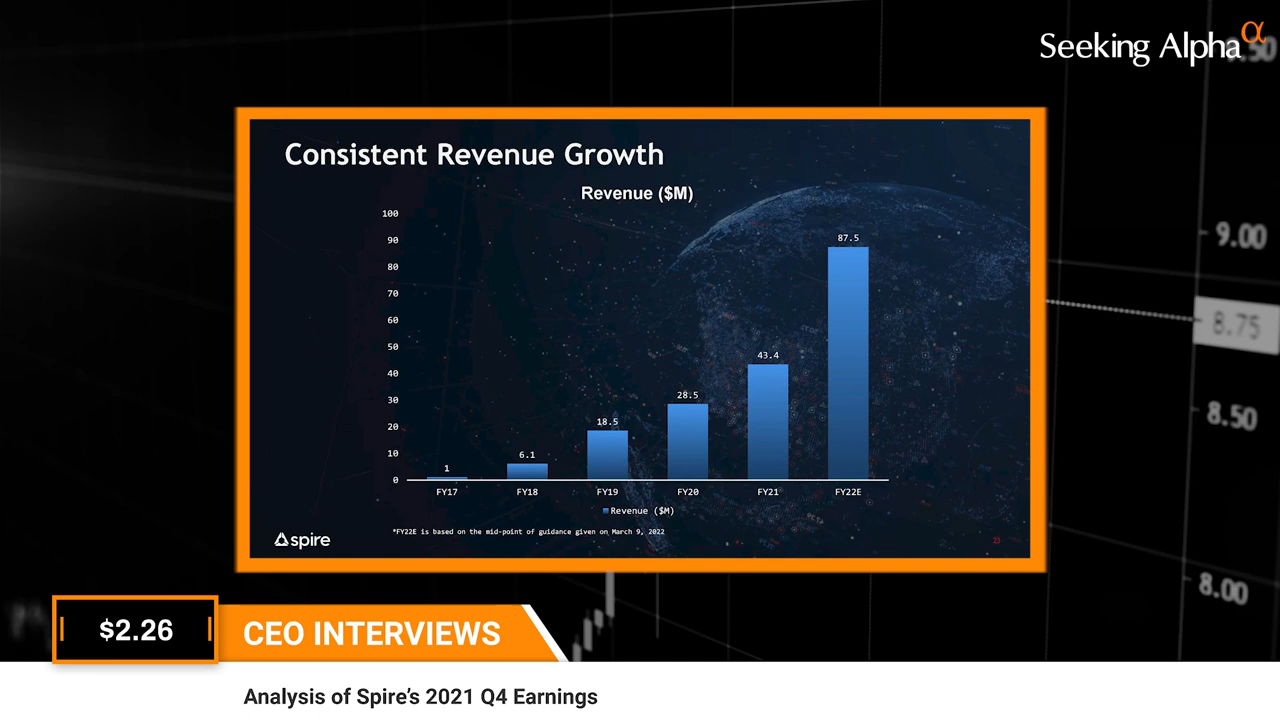 Seeking Alpha α
9.00
8.75
8.50
8.00
Consistent Revenue Growth
Revenue ($M)
100
90
80
70
60
50
40
30
20
10
0
1
6.1
18.5
28.5
43.4
87.5
FY17 FY18 FY19 FY20 FY21 FY22E
Revenue ($M)
*FY22E is based on the mid-point of guidance given on March 9, 2022
spire
23
$2.26
CEO INTERVIEWS
Analysis of Spire's 2021 Q4 Earnings